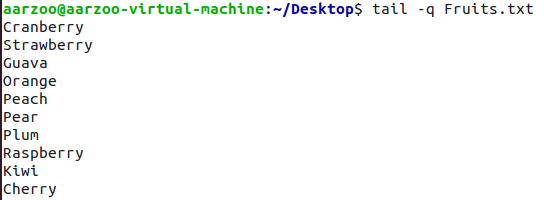 aarzoo@aarzoo-virtual-machine:~/Desktop$ tail -q Fruits.txt
Cranberry
Strawberry
Guava
Orange
Peach
Pear
Plum
Raspberry
Kiwi
Cherry